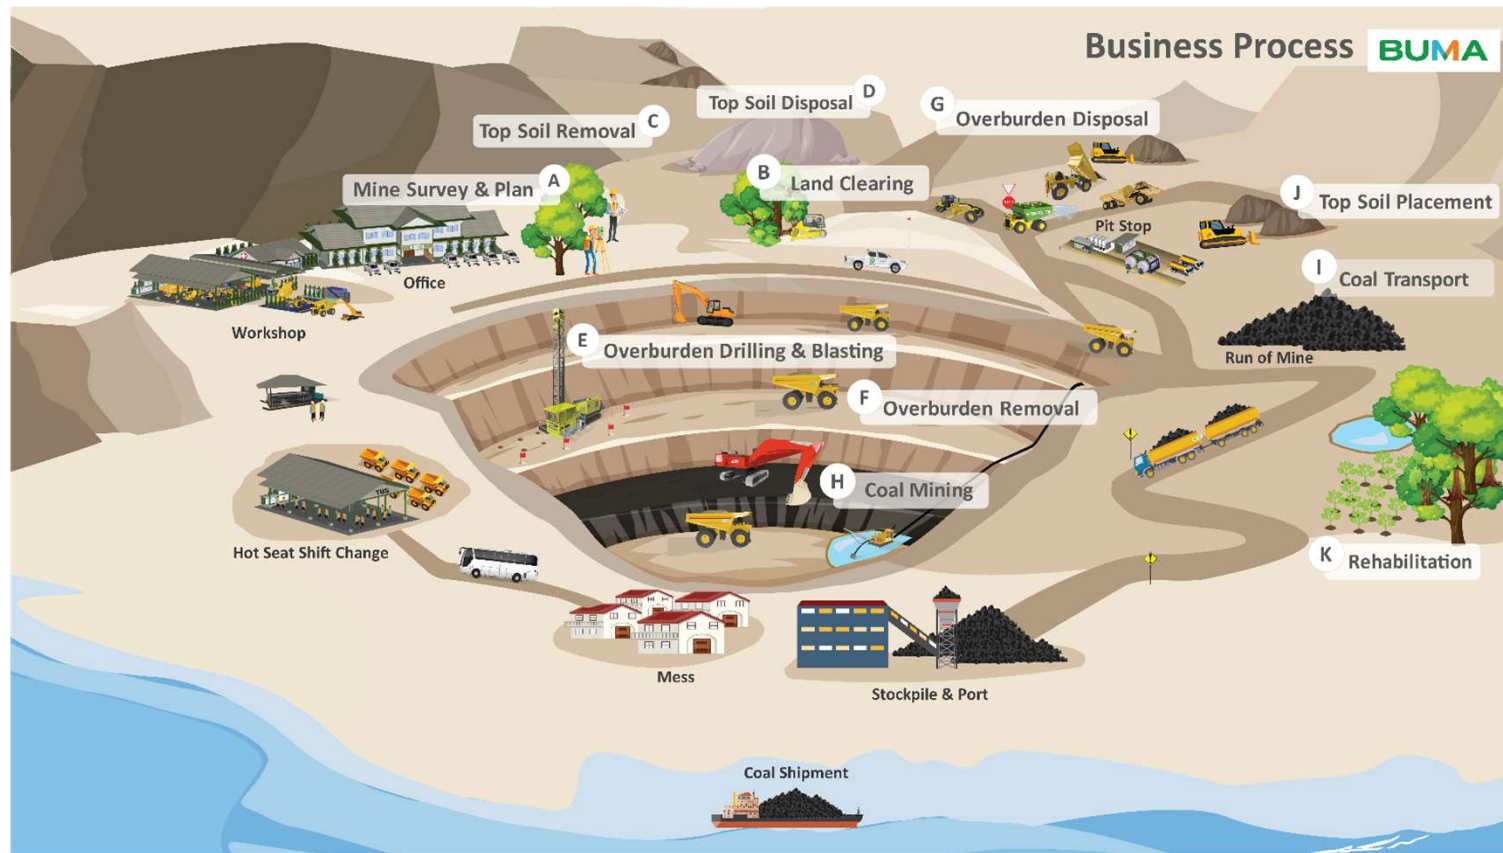 Business Process BUMA
D
Top Soil Disposal
G
Overburden Disposal
C
Top Soil Removal
A
Mine Survey & Plan
B
Land Clearing
J
Top Soil Placement
Pit Stop
I
Coal Transport
Office
Workshop
Run of Mine
E
Overburden Drilling & Blasting
F
Overburden Removal
H
Coal Mining
TUS
Hot Seat Shift Change
K
Rehabilitation
Mess
Stockpile & Port
Coal Shipment